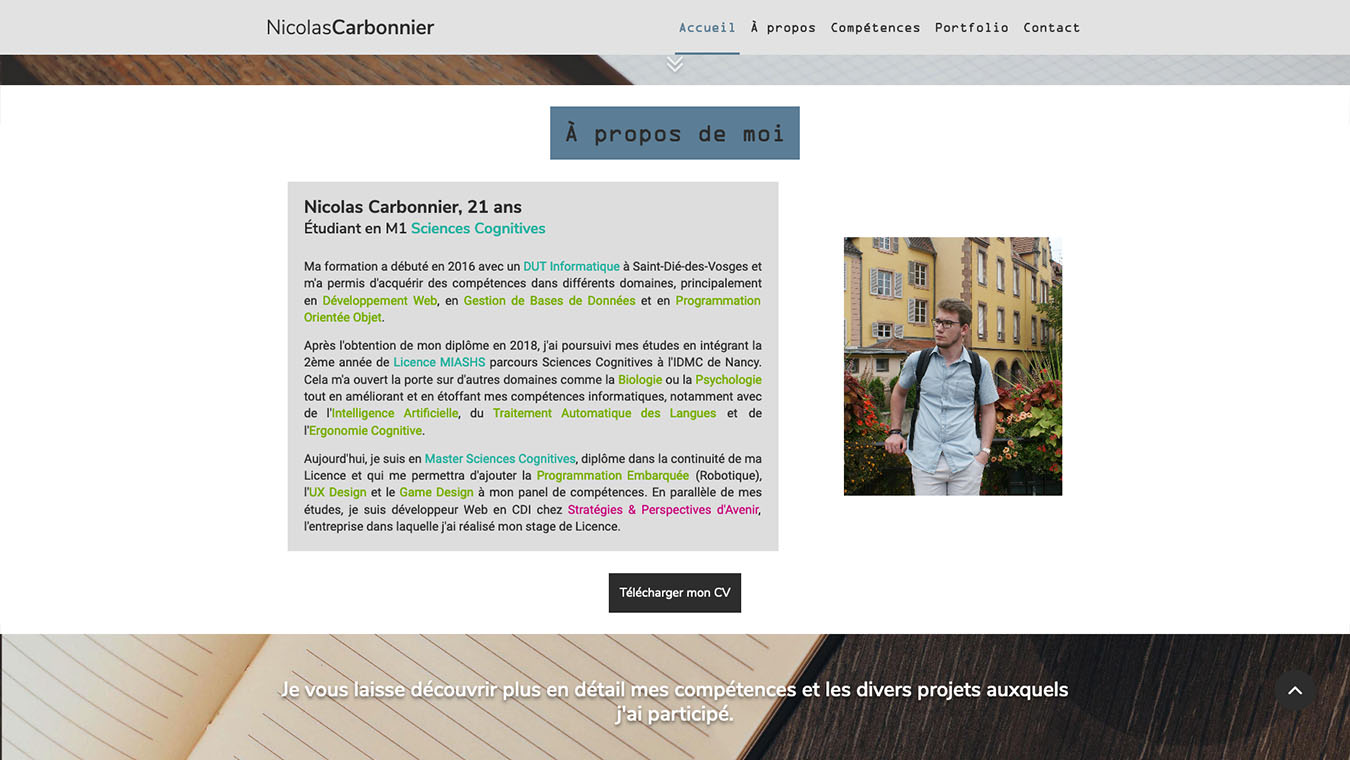 NicolasCarbonnier
Accueil À propos Compétences Portfolio Contact
À propos de moi
Nicolas Carbonnier, 21 ans
Étudiant en M1 Sciences Cognitives
Ma formation a débuté en 2016 avec un DUT Informatique à Saint-Dié-des-Vosges et
m'a permis d'acquérir des compétences dans différents domaines, principalement
en Développement Web, en Gestion de Bases de Données et en Programmation
Orientée Objet.
Après l'obtention de mon diplôme en 2018, j'ai poursuivi mes études en intégrant la
2ème année de Licence MIASHS parcours Sciences Cognitives à l'IDMC de Nancy.
Cela m'a ouvert la porte sur d'autres domaines comme la Biologie ou la Psychologie
tout en améliorant et en étoffant mes compétences informatiques, notamment avec
de l'Intelligence Artificielle, du Traitement Automatique des Langues et de
l'Ergonomie Cognitive.
Aujourd'hui, je suis en Master Sciences Cognitives, diplôme dans la continuité de ma
Licence et qui me permettra d'ajouter la Programmation Embarquée (Robotique),
l'UX Design et le Game Design à mon panel de compétences. En parallèle de mes
études, je suis développeur Web en CDI chez Stratégies & Perspectives d'Avenir,
l'entreprise dans laquelle j'ai réalisé mon stage de Licence.
Télécharger mon CV
Je vous laisse découvrir plus en détail mes compétences et les divers projets auxquels
j'ai participé.